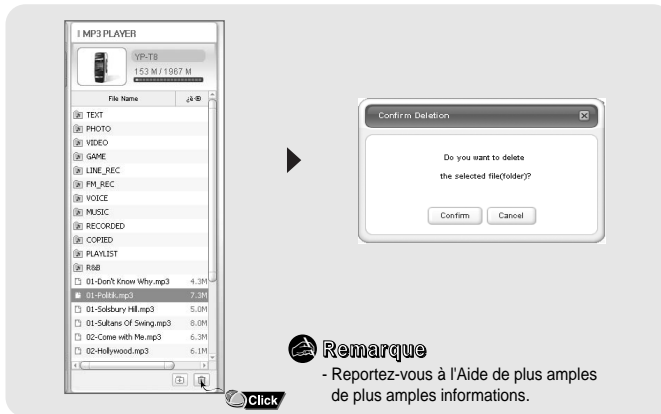 MP3 PLAYER
YP-T8
153 M / 1967 M
File Name ¿ë·®
TEXT
PHOTO
VIDEO
GAME
LINE_REC
FM_REC
VOICE
MUSIC
RECORDED
COPIED
PLAYLIST
R&B
01-Don't Know Why.mp3 4.3M
01-Politik.mp3 7.3M
01-Solsbury Hill.mp3 5.0M
01-Sultans Of Swing.mp3 8.0M
02-Come with Me.mp3 6.3M
02-Hollywood.mp3 6.1M
Click
Confirm Deletion
Do you want to delete
the selected file(folder)?
Confirm Cancel
Remarque
- Reportez-vous à l'Aide de plus amples
de plus amples informations.